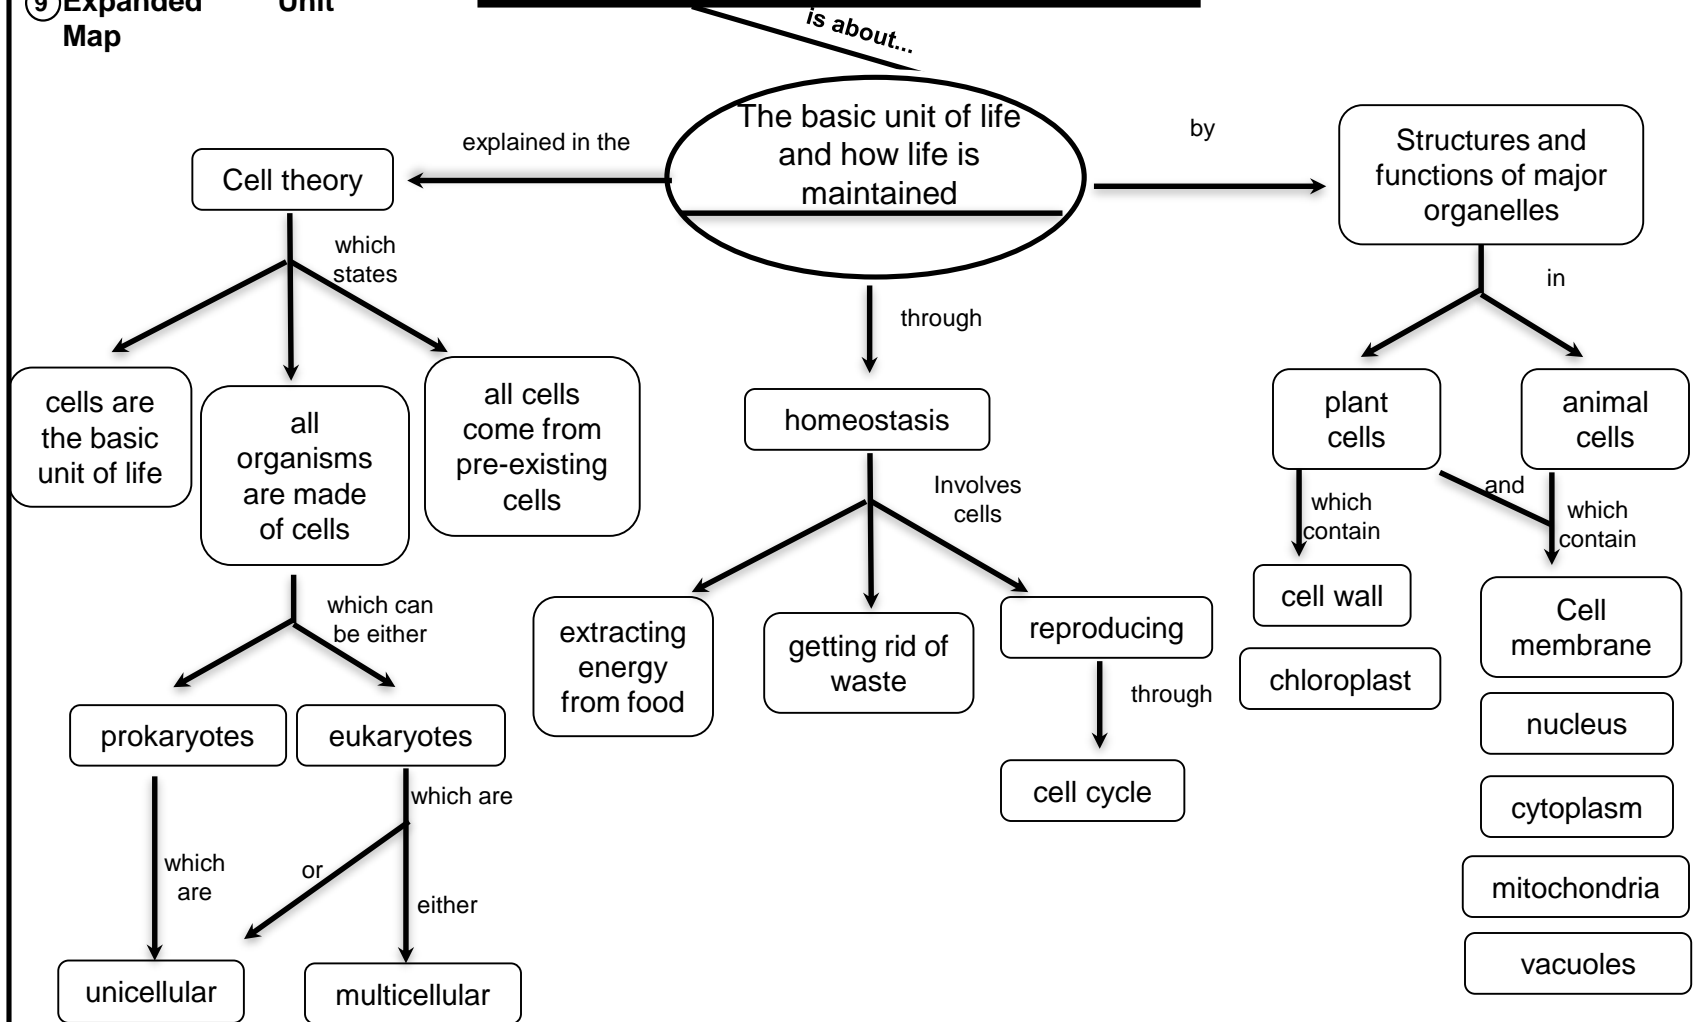 9 Expanded Unit
Map
is about...
The basic unit of life
and how life is
maintained
explained in the
Cell theory
which
states
cells are
the basic
unit of life
all
organisms
are made
of cells
all cells
come from
pre-existing
cells
which can
be either
prokaryotes
eukaryotes
which
are
which are
or
either
unicellular
multicellular
through
homeostasis
Involves
cells
extracting
energy
from food
getting rid of
waste
reproducing
through
cell cycle
by
Structures and
functions of major
organelles
in
plant
cells
animal
cells
which
contain
and
which
contain
cell wall
chloroplast
Cell
membrane
nucleus
cytoplasm
mitochondria
vacuoles